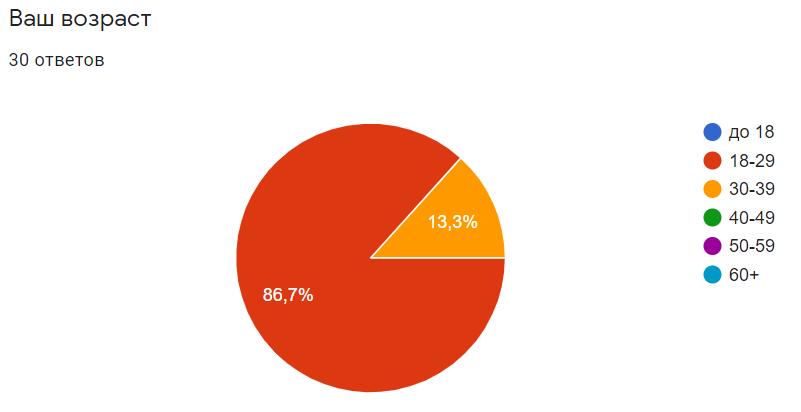 Ваш возраст
30 ответов
до 18
18-29
30-39
13,3%
40-49
50-59
60+
86,7%